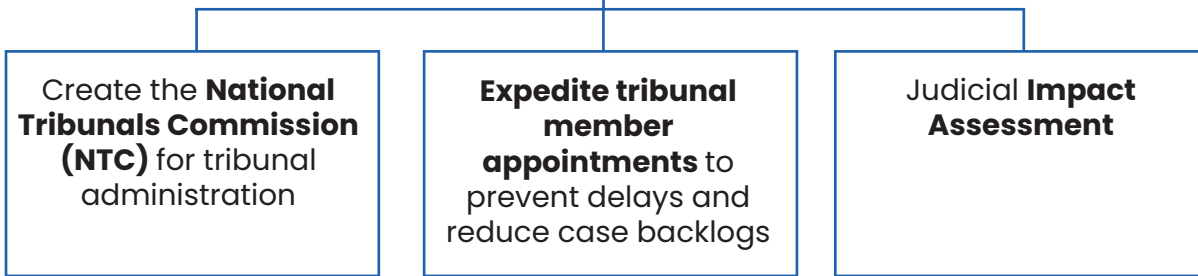 Create the National
Tribunals Commission
(NTC) for tribunal
administration
Expedite tribunal
member
appointments to
prevent delays and
reduce case backlogs
Judicial Impact
Assessment